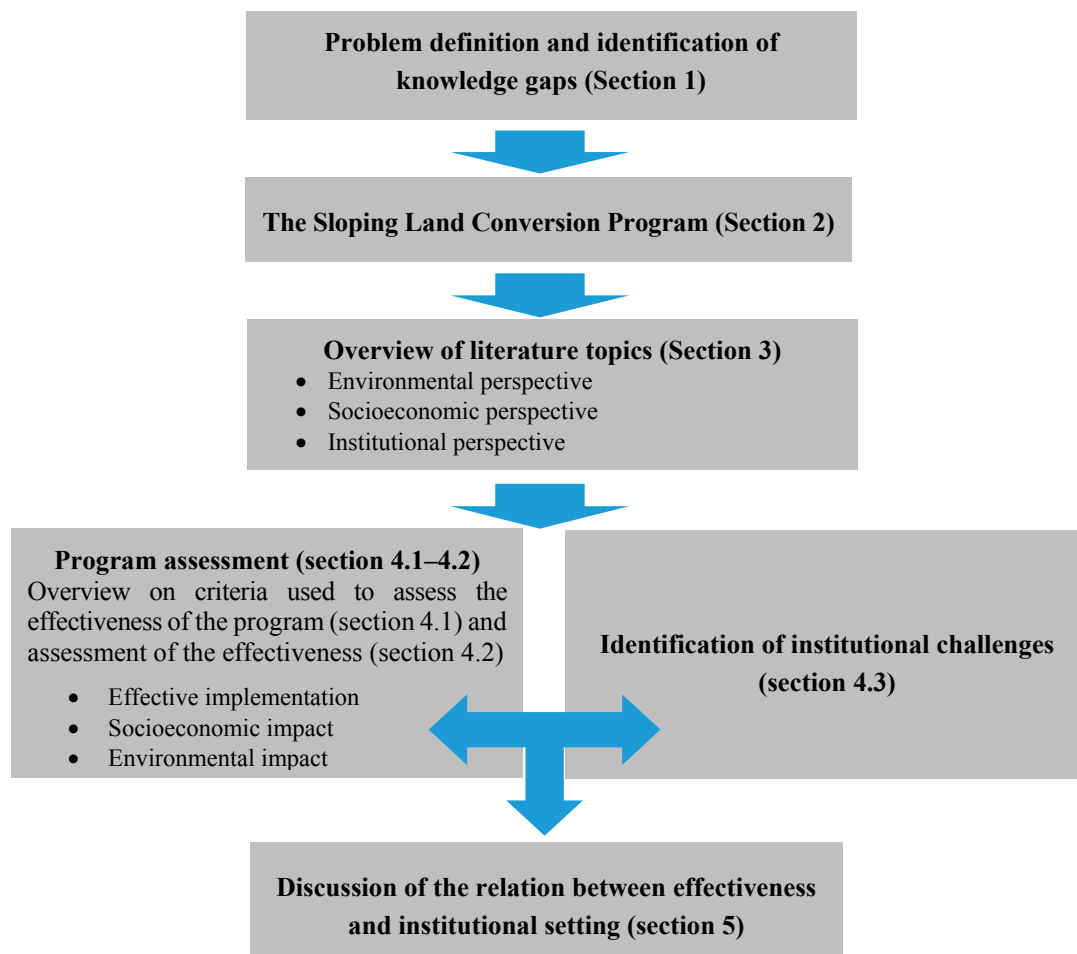 Problem definition and identification of
knowledge gaps (Section 1)
The Sloping Land Conversion Program (Section 2)
Overview of literature topics (Section 3)
• Environmental perspective
• Socioeconomic perspective
• Institutional perspective
Program assessment (section 4.1–4.2)
Overview on criteria used to assess the
effectiveness of the program (section 4.1) and
assessment of the effectiveness (section 4.2)
• Effective implementation
• Socioeconomic impact
• Environmental impact
Identification of institutional challenges
(section 4.3)
Discussion of the relation between effectiveness
and institutional setting (section 5)